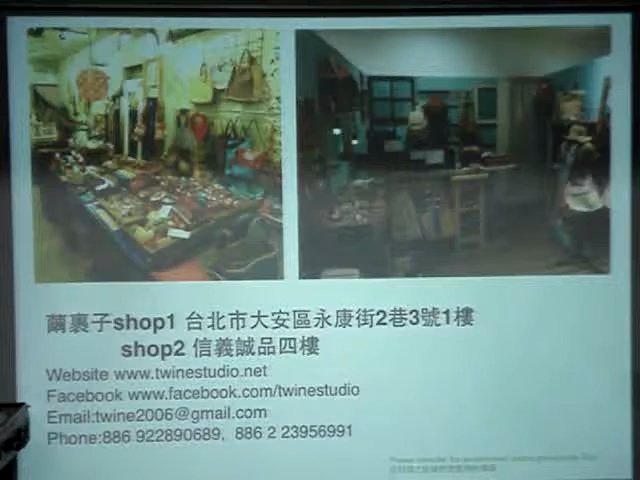 繭裹子shop1 台北市大安區永康街2巷3號1樓
shop2 信義誠品四樓
Website www.twinestudio.net
Facebook www.facebook.com/twinestudio
Email:twine2006@gmail.com
Phone:886 922890689, 886 2 23956991